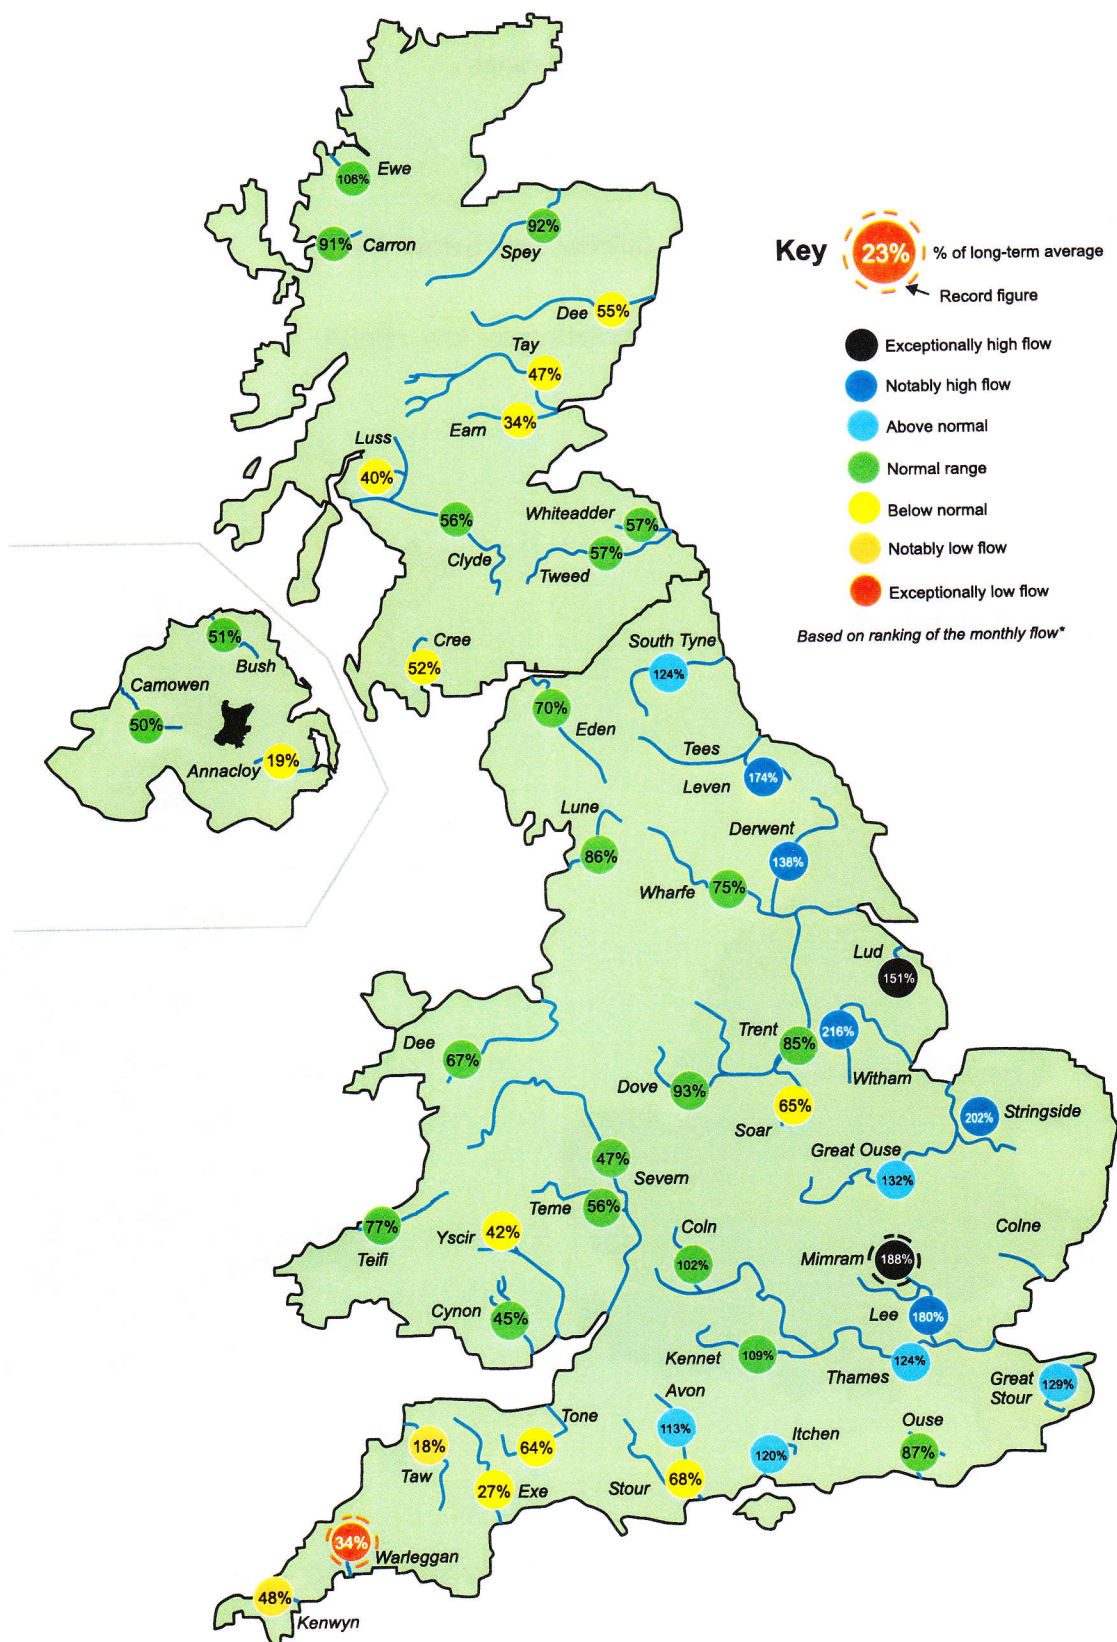 106%
Ewe
91%
Carron
92%
Spey
Key
23%
% of long-term average
Record figure
Exceptionally high flow
Notably high flow
Above normal
Normal range
Below normal
Notably low flow
Exceptionally low flow
Based on ranking of the monthly flow*
Dee
55%
Tay
47%
Earn
34%
Luss
40%
56%
Clyde
Whiteadder
57%
57%
Tweed
Cree
52%
51%
Bush
Camowen
50%
Annacloy
19%
South Tyne
124%
70%
Eden
Tees
Leven
174%
Lune
86%
Derwent
138%
Wharfe
75%
Lud
151%
Trent
85%
216%
Witham
Dee
67%
Dove
93%
65%
Soar
202%
Stringside
Great Ouse
132%
47%
Severn
Teme
56%
77%
Teifi
Yscir
42%
Coln
102%
Mimram
188%
Colne
Cynon
45%
Lee
180%
Kennet
109%
Thames
124%
Great
Stour
129%
Avon
113%
Tone
64%
18%
Taw
Itchen
120%
Ouse
87%
27%
Exe
Stour
68%
34%
Warleggan
48%
Kenwyn